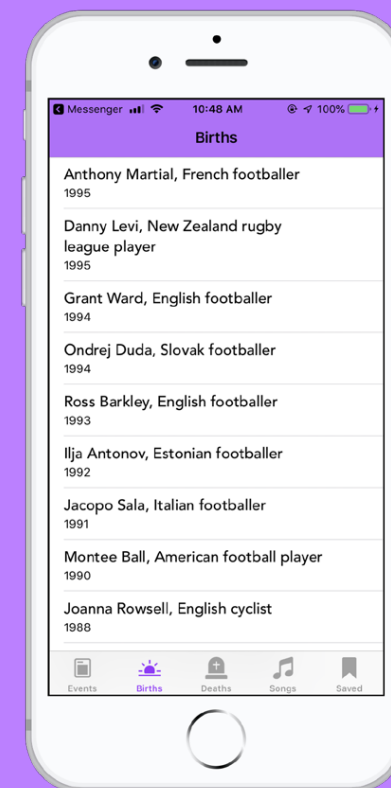 Messenger 10:48 AM 100%
Births
Anthony Martial, French footballer
1995
Danny Levi, New Zealand rugby
league player
1995
Grant Ward, English footballer
1994
Ondrej Duda, Slovak footballer
1994
Ross Barkley, English footballer
1993
Ilja Antonov, Estonian footballer
1992
Jacopo Sala, Italian footballer
1991
Montee Ball, American football player
1990
Joanna Rowsell, English cyclist
1988
Events Births Deaths Songs Saved